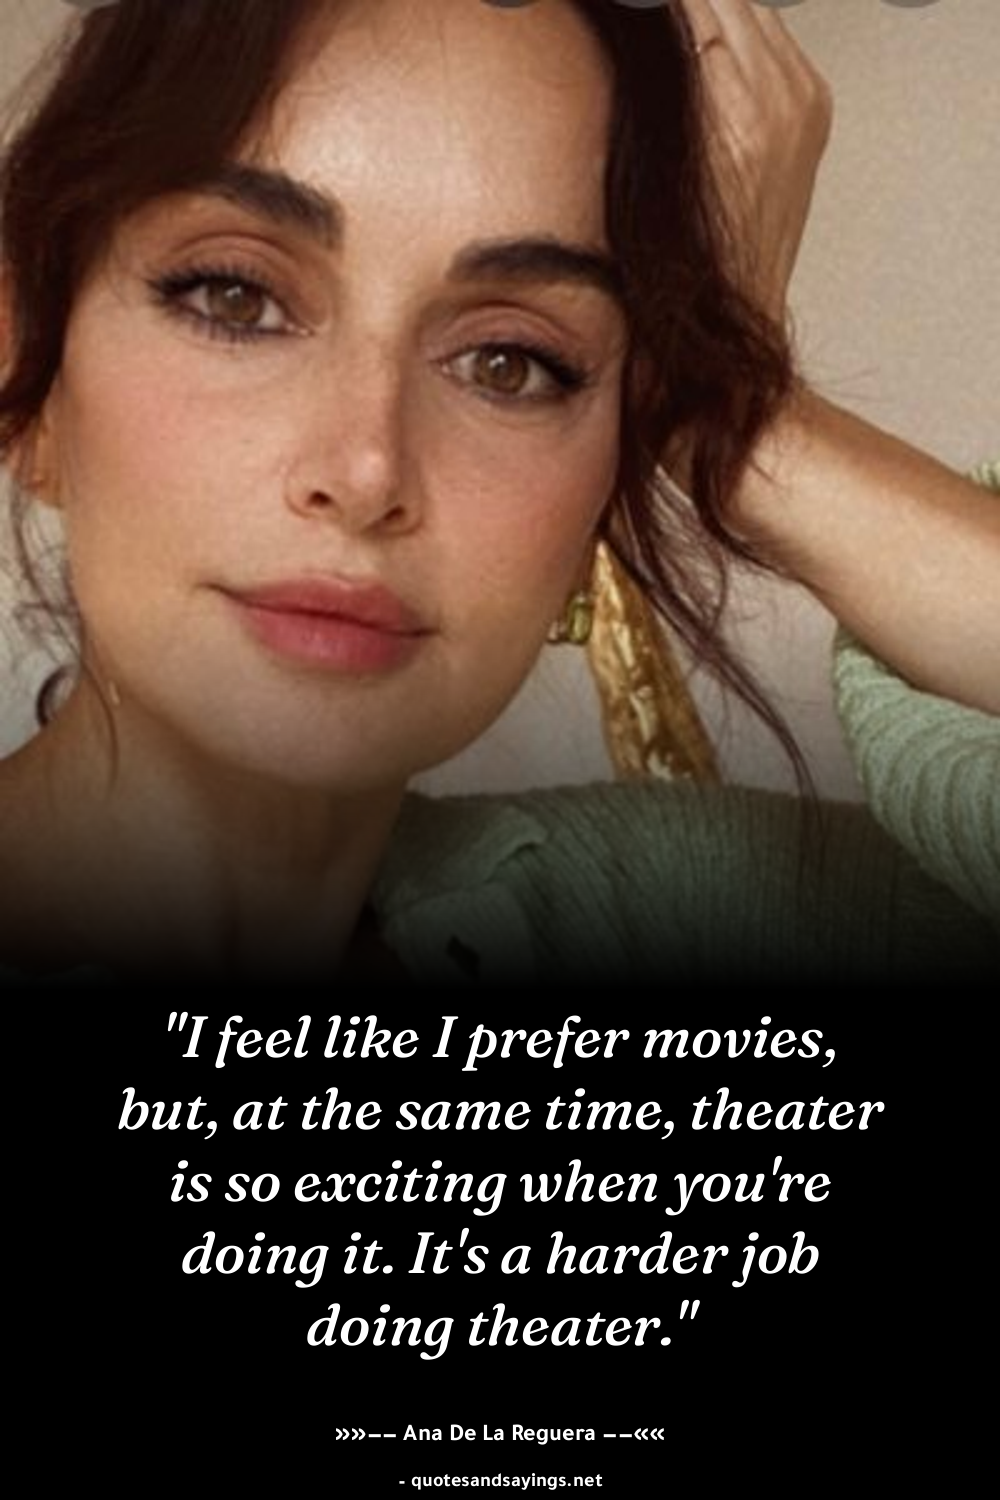 "I feel like I prefer movies,
but, at the same time, theater
is so exciting when you're
doing it. It's a harder job
doing theater."
»»–– Ana De La Reguera ––««
- quotesandsayings.net